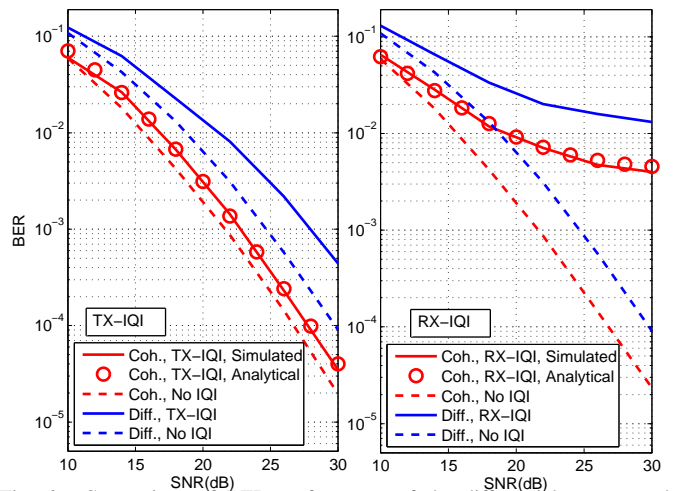 10⁻¹
10⁻²
10⁻³
10⁻⁴
10⁻⁵
BER
TX−IQI
Coh., TX−IQI, Simulated
Coh., TX−IQI, Analytical
Coh., No IQI
Diff., TX−IQI
Diff., No IQI
10 15 20 25 30
SNR(dB)
10⁻¹
10⁻²
10⁻³
10⁻⁴
10⁻⁵
RX−IQI
Coh., RX−IQI, Simulated
Coh., RX−IQI, Analytical
Coh., No IQI
Diff., RX−IQI
Diff., No IQI
10 15 20 25 30
SNR(dB)